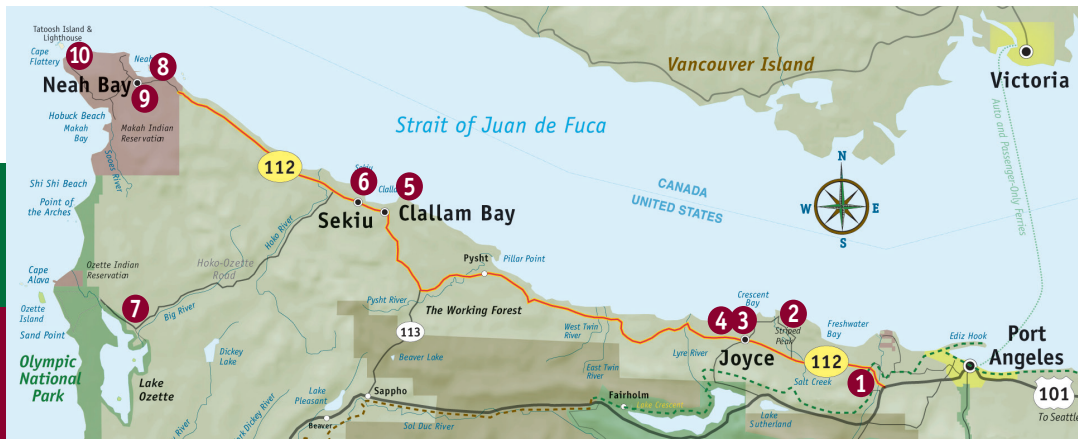 Tatoosh Island &
Lighthouse
Cape
Flattery
10
Neah
8
Neah Bay
9
Hobuck Beach
Makah
Bay
Makah Indian
Reservation
Sooes River
Shi Shi Beach
Point
of the Arches
Cape
Alava
Ozette Indian
Reservation
Ozette
Island
Sand Point
7
Big River
Hoko-Ozette
Road
Hoko River
Olympic
National
Park
Lake
Ozette
Dickey
Lake
112
6
5
Sekiu
Clallam Bay
Strait of Juan de Fuca
Vancouver Island
Victoria
Auto and Passenger-Only Ferries
CANADA
UNITED STATES
N
W
E
S
Pysht
Pillar Point
Pysht River
The Working Forest
113
Beaver Lake
Sappho
Lake
Pleasant
Beaver
Sol Duc River
West Twin
River
East Twin
River
Fairholm
Lake Crescent
Lyre River
Crescent
Bay
4
3
2
Striped
Peak
Joyce
Freshwater
Bay
112
Salt Creek
1
Lake
Sutherland
Ediz Hook
Port
Angeles
101
To Seattle